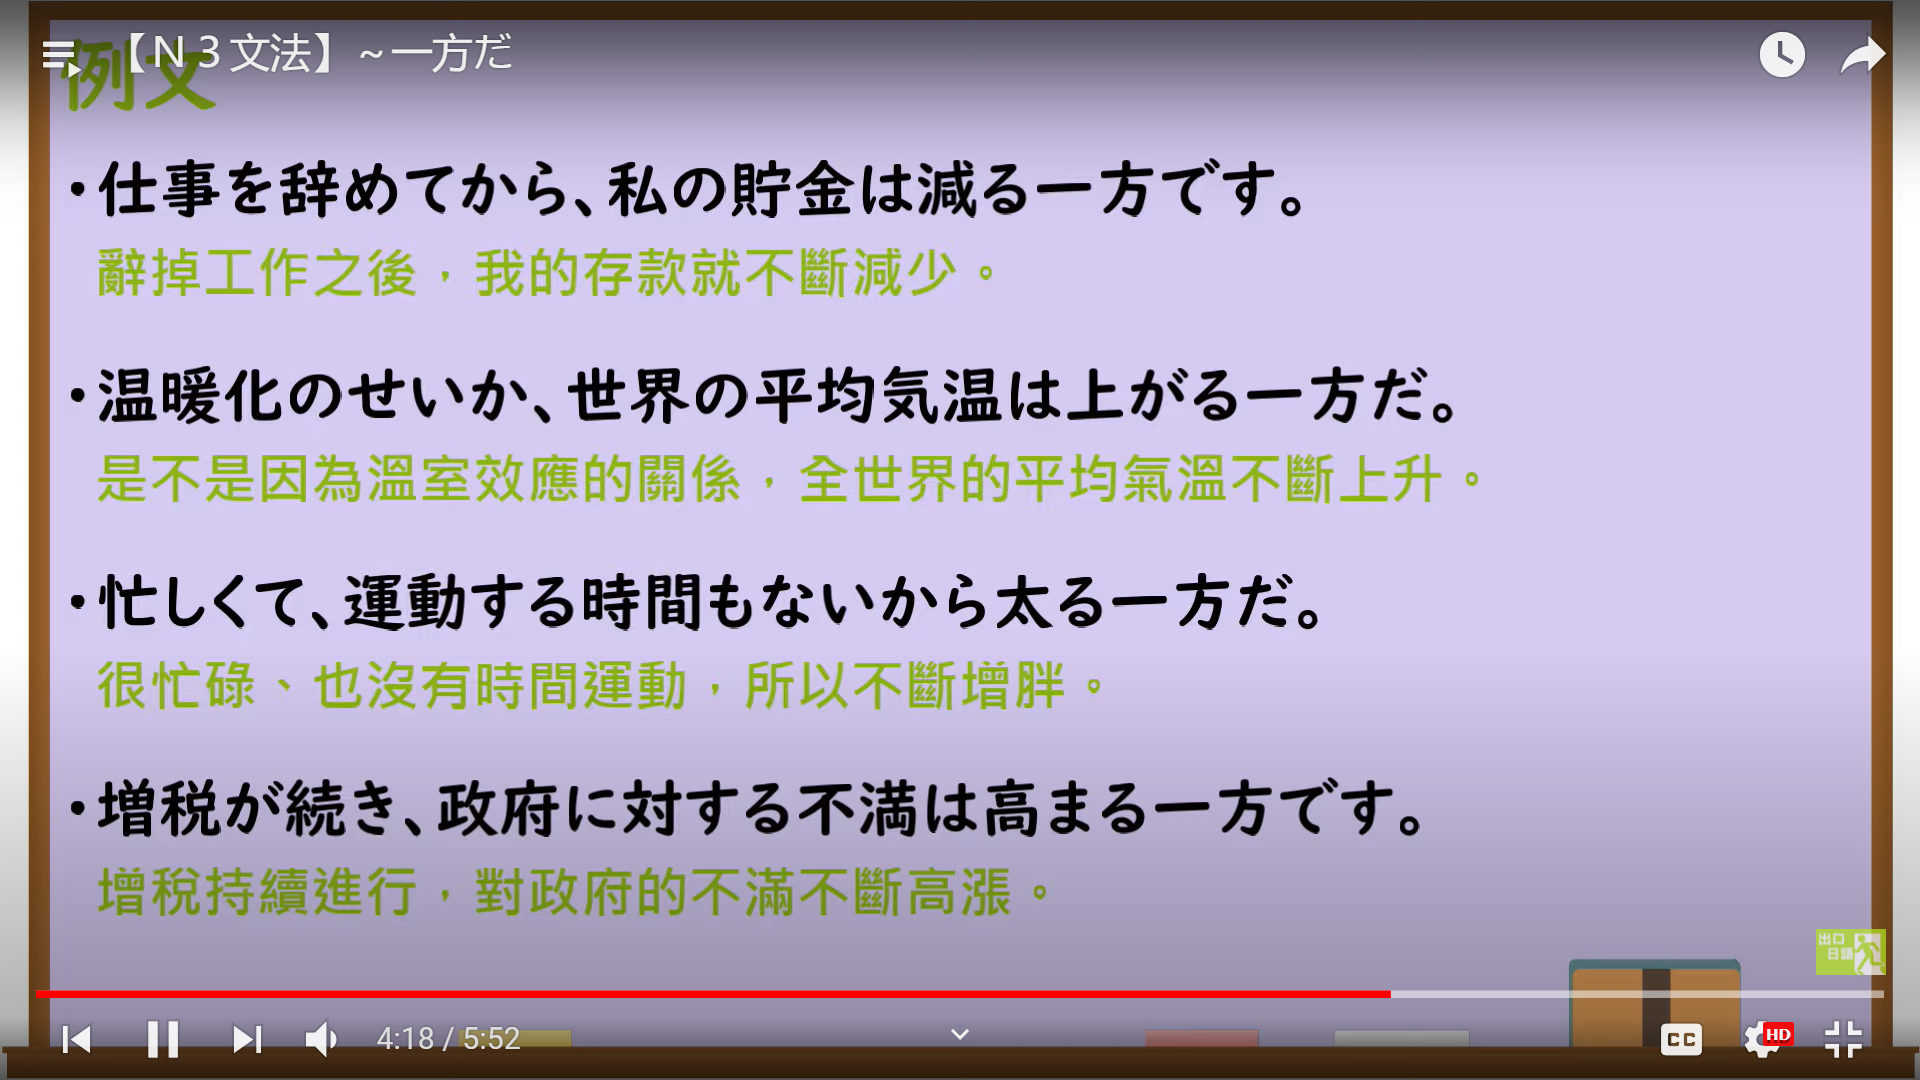 【Ｎ３文法】～一方だ
例文
・仕事を辞めてから、私の貯金は減る一方です。
辭掉工作之後，我的存款就不斷減少。
・温暖化のせいか、世界の平均気温は上がる一方だ。
是不是因為溫室效應的關係，全世界的平均氣溫不斷上升。
・忙しくて、運動する時間もないから太る一方だ。
很忙碌、也沒有時間運動，所以不斷增胖。
・増税が続き、政府に対する不満は高まる一方です。
增稅持續進行，對政府的不滿不斷高漲。
出口
日語
4:18 / 5:52
CC
HD